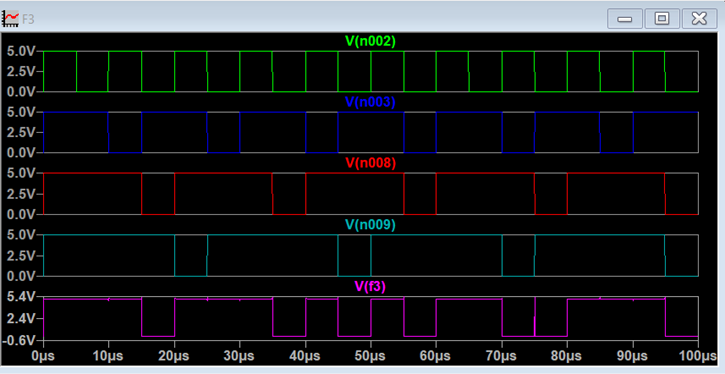 F3
V(n002)
5.0V
2.5V
0.0V
V(n003)
5.0V
2.5V
0.0V
V(n008)
5.0V
2.5V
0.0V
V(n009)
5.0V
2.5V
0.0V
V(f3)
5.4V
2.4V
-0.6V
0µs 10µs 20µs 30µs 40µs 50µs 60µs 70µs 80µs 90µs 100µs